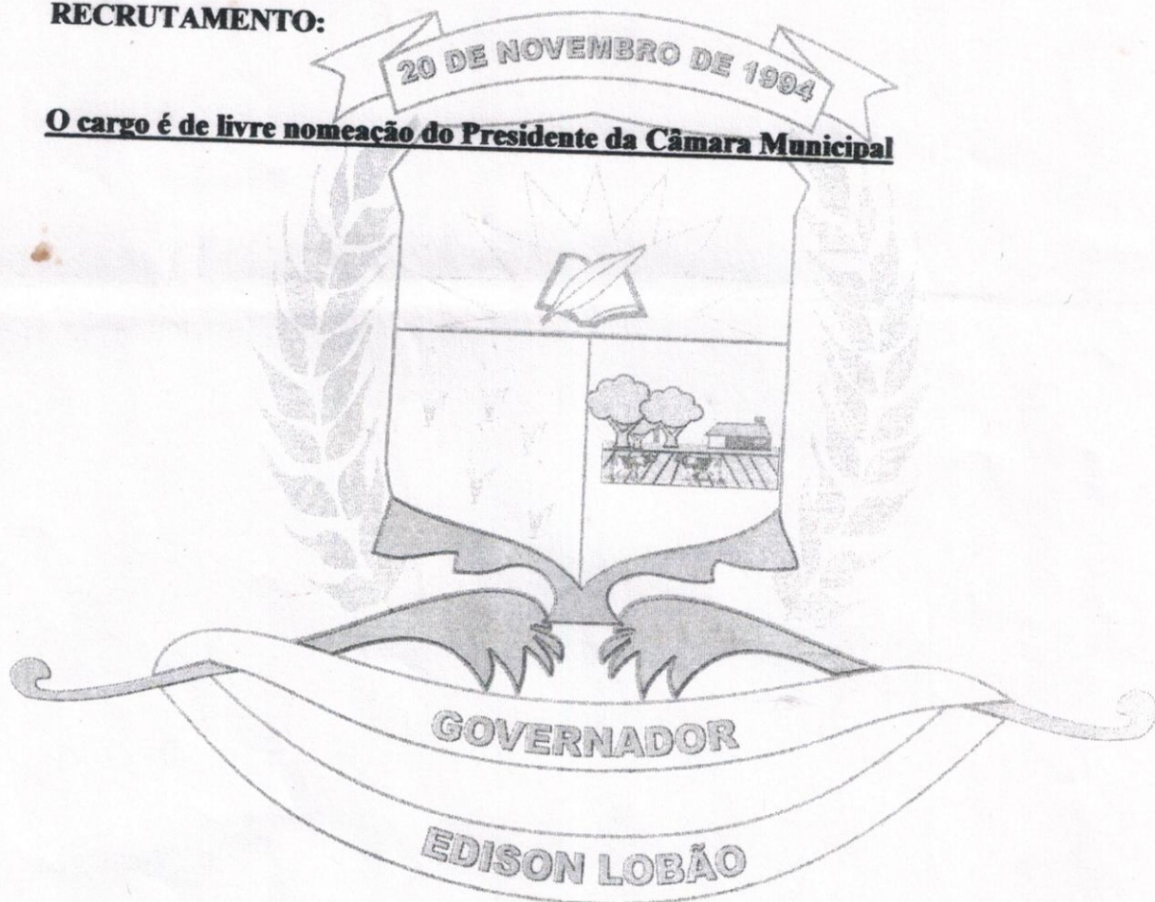 RECRUTAMENTO:
20 DE NOVEMBRO DE 1994
O cargo é de livre nomeação do Presidente da Câmara Municipal
GOVERNADOR
EDISON LOBÃO